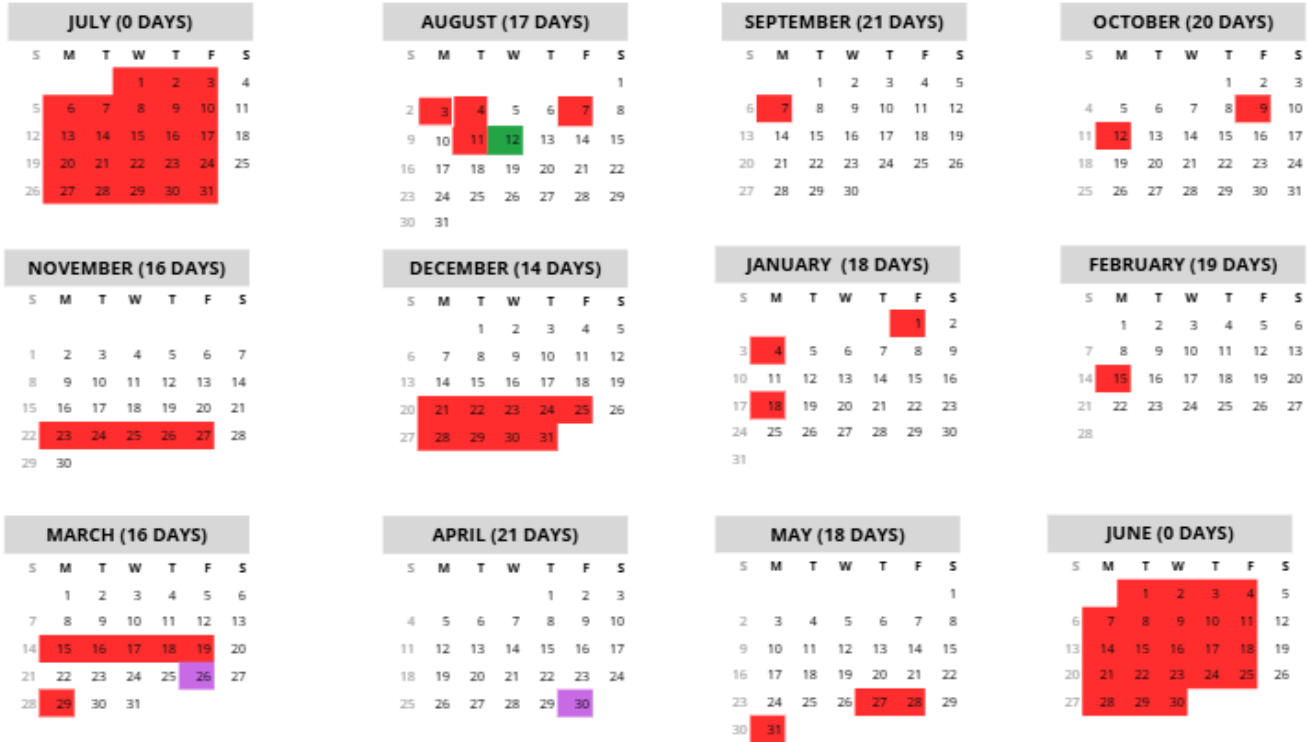 JULY (0 DAYS)
S M T W T F S
1 2 3 4
5 6 7 8 9 10 11
12 13 14 15 16 17 18
19 20 21 22 23 24 25
26 27 28 29 30 31
AUGUST (17 DAYS)
S M T W T F S
1
2 3 4 5 6 7 8
9 10 11 12 13 14 15
16 17 18 19 20 21 22
23 24 25 26 27 28 29
30 31
SEPTEMBER (21 DAYS)
S M T W T F S
1 2 3 4 5
6 7 8 9 10 11 12
13 14 15 16 17 18 19
20 21 22 23 24 25 26
27 28 29 30
OCTOBER (20 DAYS)
S M T W T F S
1 2 3
4 5 6 7 8 9 10
11 12 13 14 15 16 17
18 19 20 21 22 23 24
25 26 27 28 29 30 31
NOVEMBER (16 DAYS)
S M T W T F S
1 2 3 4 5 6 7
8 9 10 11 12 13 14
15 16 17 18 19 20 21
22 23 24 25 26 27 28
29 30
DECEMBER (14 DAYS)
S M T W T F S
1 2 3 4 5
6 7 8 9 10 11 12
13 14 15 16 17 18 19
20 21 22 23 24 25 26
27 28 29 30 31
JANUARY (18 DAYS)
S M T W T F S
1 2
3 4 5 6 7 8 9
10 11 12 13 14 15 16
17 18 19 20 21 22 23
24 25 26 27 28 29 30
31
FEBRUARY (19 DAYS)
S M T W T F S
1 2 3 4 5 6
7 8 9 10 11 12 13
14 15 16 17 18 19 20
21 22 23 24 25 26 27
28
MARCH (16 DAYS)
S M T W T F S
1 2 3 4 5 6
7 8 9 10 11 12 13
14 15 16 17 18 19 20
21 22 23 24 25 26 27
28 29 30 31
APRIL (21 DAYS)
S M T W T F S
1 2 3
4 5 6 7 8 9 10
11 12 13 14 15 16 17
18 19 20 21 22 23 24
25 26 27 28 29 30
MAY (18 DAYS)
S M T W T F S
1
2 3 4 5 6 7 8
9 10 11 12 13 14 15
16 17 18 19 20 21 22
23 24 25 26 27 28 29
30 31
JUNE (0 DAYS)
S M T W T F S
1 2 3 4 5
6 7 8 9 10 11 12
13 14 15 16 17 18 19
20 21 22 23 24 25 26
27 28 29 30